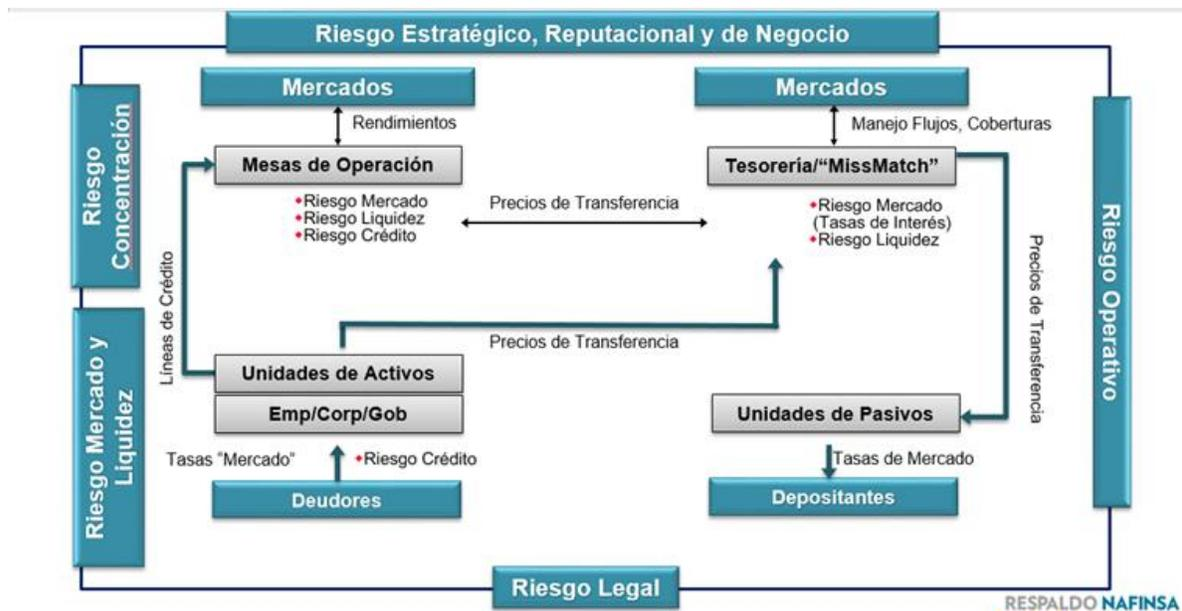 Riesgo Estratégico, Reputacional y de Negocio
Mercados
Mercados
Rendimientos
Manejo Flujos, Coberturas
Riesgo
Concentración
Mesas de Operación
Tesorería/“MissMatch”
Riesgo Mercado
Riesgo Liquidez
Riesgo Crédito
Precios de Transferencia
Riesgo Mercado
(Tasas de Interés)
Riesgo Liquidez
Líneas de Crédito
Precios de Transferencia
Riesgo Operativo
Precios de Transferencia
Riesgo Mercado y
Liquidez
Unidades de Activos
Emp/Corp/Gob
Unidades de Pasivos
Tasas “Mercado”
Riesgo Crédito
Tasas de Mercado
Deudores
Depositantes
Riesgo Legal
RESPALDO NAFINSA